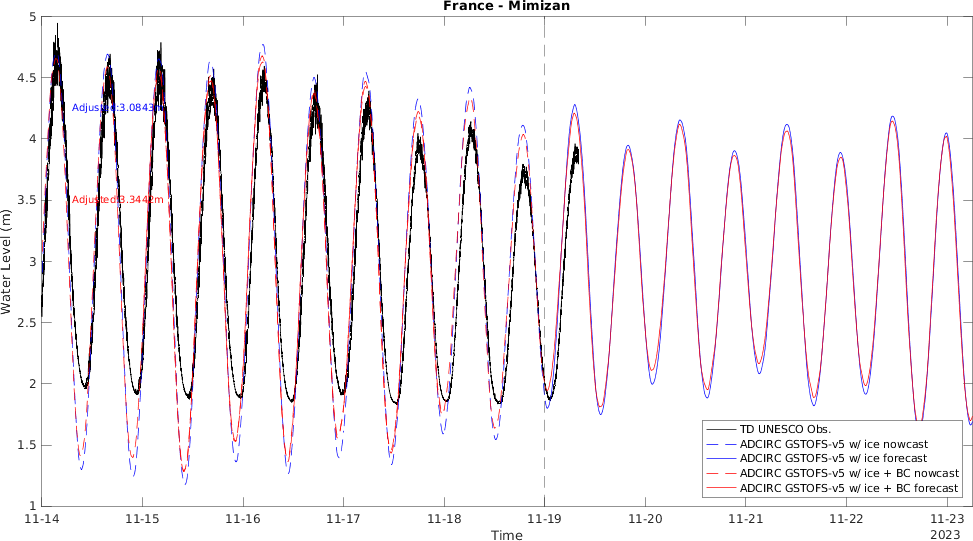 France - Mimizan
5
4.5
4
3.5
3
2.5
2
1.5
1
Water Level (m)
Adjusted:3.0843m
Adjusted:3.3442m
TD UNESCO Obs.
ADCIRC GSTOFS-v5 w/ ice nowcast
ADCIRC GSTOFS-v5 w/ ice forecast
ADCIRC GSTOFS-v5 w/ ice + BC nowcast
ADCIRC GSTOFS-v5 w/ ice + BC forecast
11-14 11-15 11-16 11-17 11-18 11-19 11-20 11-21 11-22 11-23
2023
Time